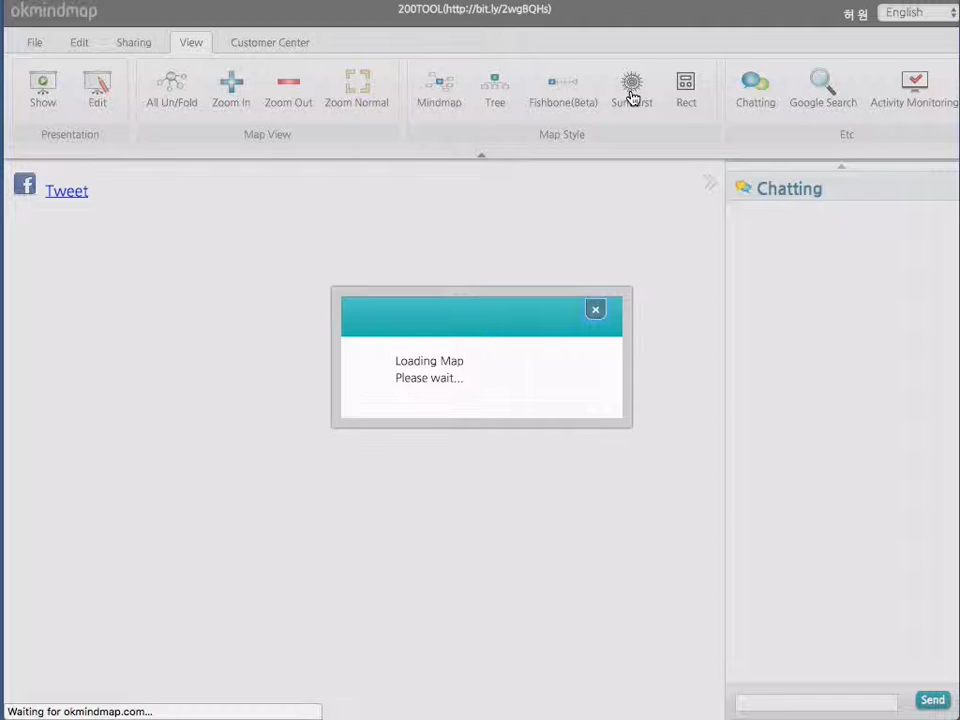 okmindmap
200TOOL(http://bit.ly/2wgBQHs)
허 원
English
File Edit Sharing View Customer Center
Show Edit All Un/Fold Zoom In Zoom Out Zoom Normal Mindmap Tree Fishbone(Beta) Sunburst Rect Chatting Google Search Activity Monitoring
Presentation Map View Map Style Etc
Tweet
Chatting
Loading Map
Please wait...
Send
Waiting for okmindmap.com...